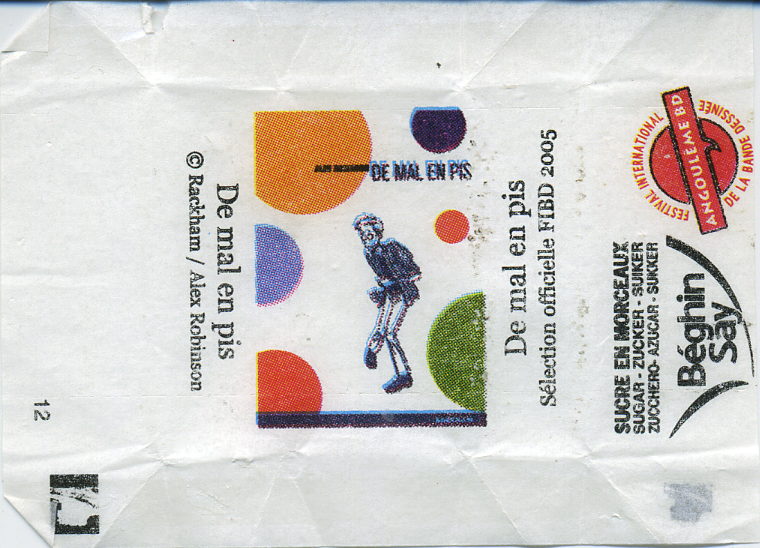 De mal en pis
© Rackham / Alex Robinson
DE MAL EN PIS
De mal en pis
Sélection officielle FIBD 2005
FESTIVAL INTERNATIONAL
ANGOULEME BD
DE LA BANDE DESSINÉE
SUCRE EN MORCEAUX
SUGAR - ZUCKER - SUIKER
ZUCCHERO- AZUCAR - SUKKER
Béghin
Say
12